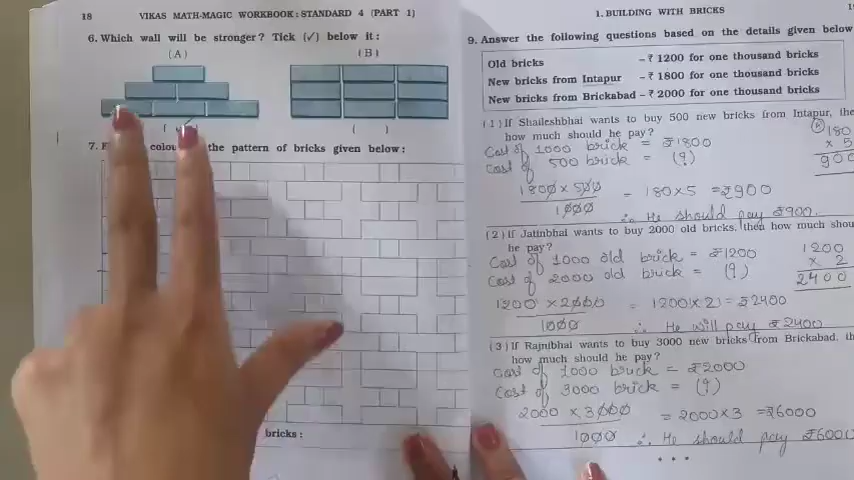 18 VIKAS MATH-MAGIC WORKBOOK : STANDARD 4 (PART 1)
6. Which wall will be stronger ? Tick (✓) below it :
(A) (B)
( ✓ ) ( )
7. colou the pattern of bricks given below :
bricks :
1. BUILDING WITH BRICKS
9. Answer the following questions based on the details given below
Old bricks – ₹ 1200 for one thousand bricks
New bricks from Intapur – ₹ 1800 for one thousand bricks
New bricks from Brickabad – ₹ 2000 for one thousand bricks
(1) If Shaileshbhai wants to buy 500 new bricks from Intapur, the
how much should he pay ?
Cost of 1000 brick = ₹1800
Cost of 500 brick = (?)
1800 × 500
1000
= 180×5 = ₹900
∴ He should pay ₹900.
180
× 5
900
(2) If Jatinbhai wants to buy 2000 old bricks, then how much shou
he pay ?
Cost of 1000 old brick = ₹1200
Cost of 2000 old brick = (?)
1200 × 2000
1000
= 1200×2 = ₹2400
∴ He will pay ₹2400
1200
× 2
2400
(3) If Rajnibhai wants to buy 3000 new bricks from Brickabad, th
how much should he pay ?
Cost of 1000 brick = ₹2000
Cost of 3000 brick = (?)
2000 × 3000
1000
= 2000×3 = ₹6000
∴ He should pay ₹6000